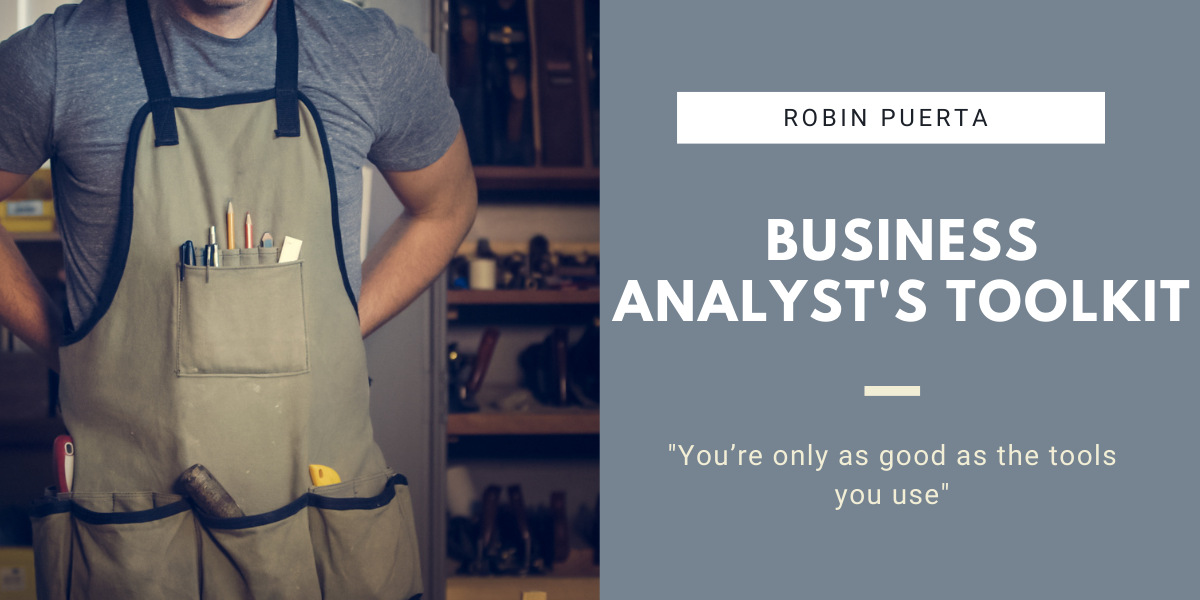 ROBIN PUERTA
BUSINESS
ANALYST'S TOOLKIT
"You’re only as good as the tools
you use"